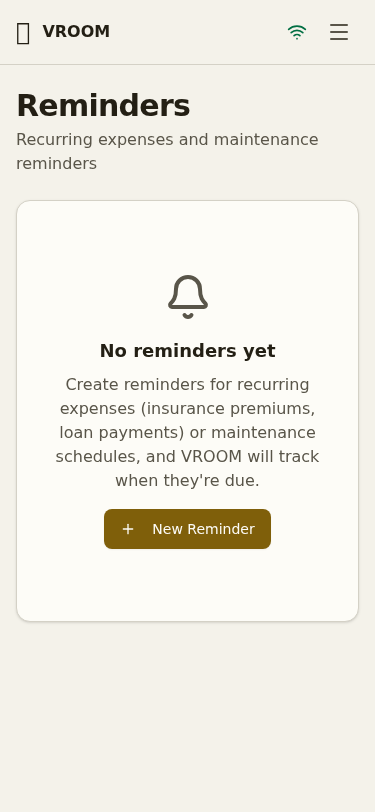 VROOM
Reminders
Recurring expenses and maintenance
reminders
No reminders yet
Create reminders for recurring
expenses (insurance premiums,
loan payments) or maintenance
schedules, and VROOM will track
when they're due.
New Reminder